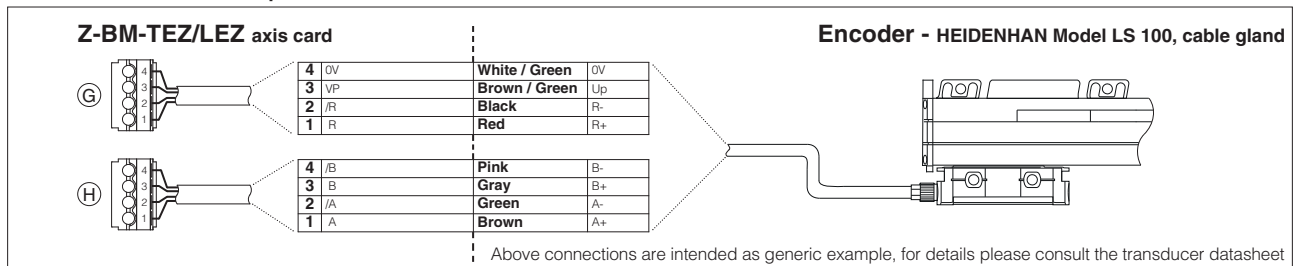 Z-BM-TEZ/LEZ axis card
Encoder - HEIDENHAN Model LS 100, cable gland
G
4
3
2
1
4 0V White / Green 0V
3 VP Brown / Green Up
2 /R Black R-
1 R Red R+
H
4
3
2
1
4 /B Pink B-
3 B Gray B+
2 /A Green A-
1 A Brown A+
Above connections are intended as generic example, for details please consult the transducer datasheet